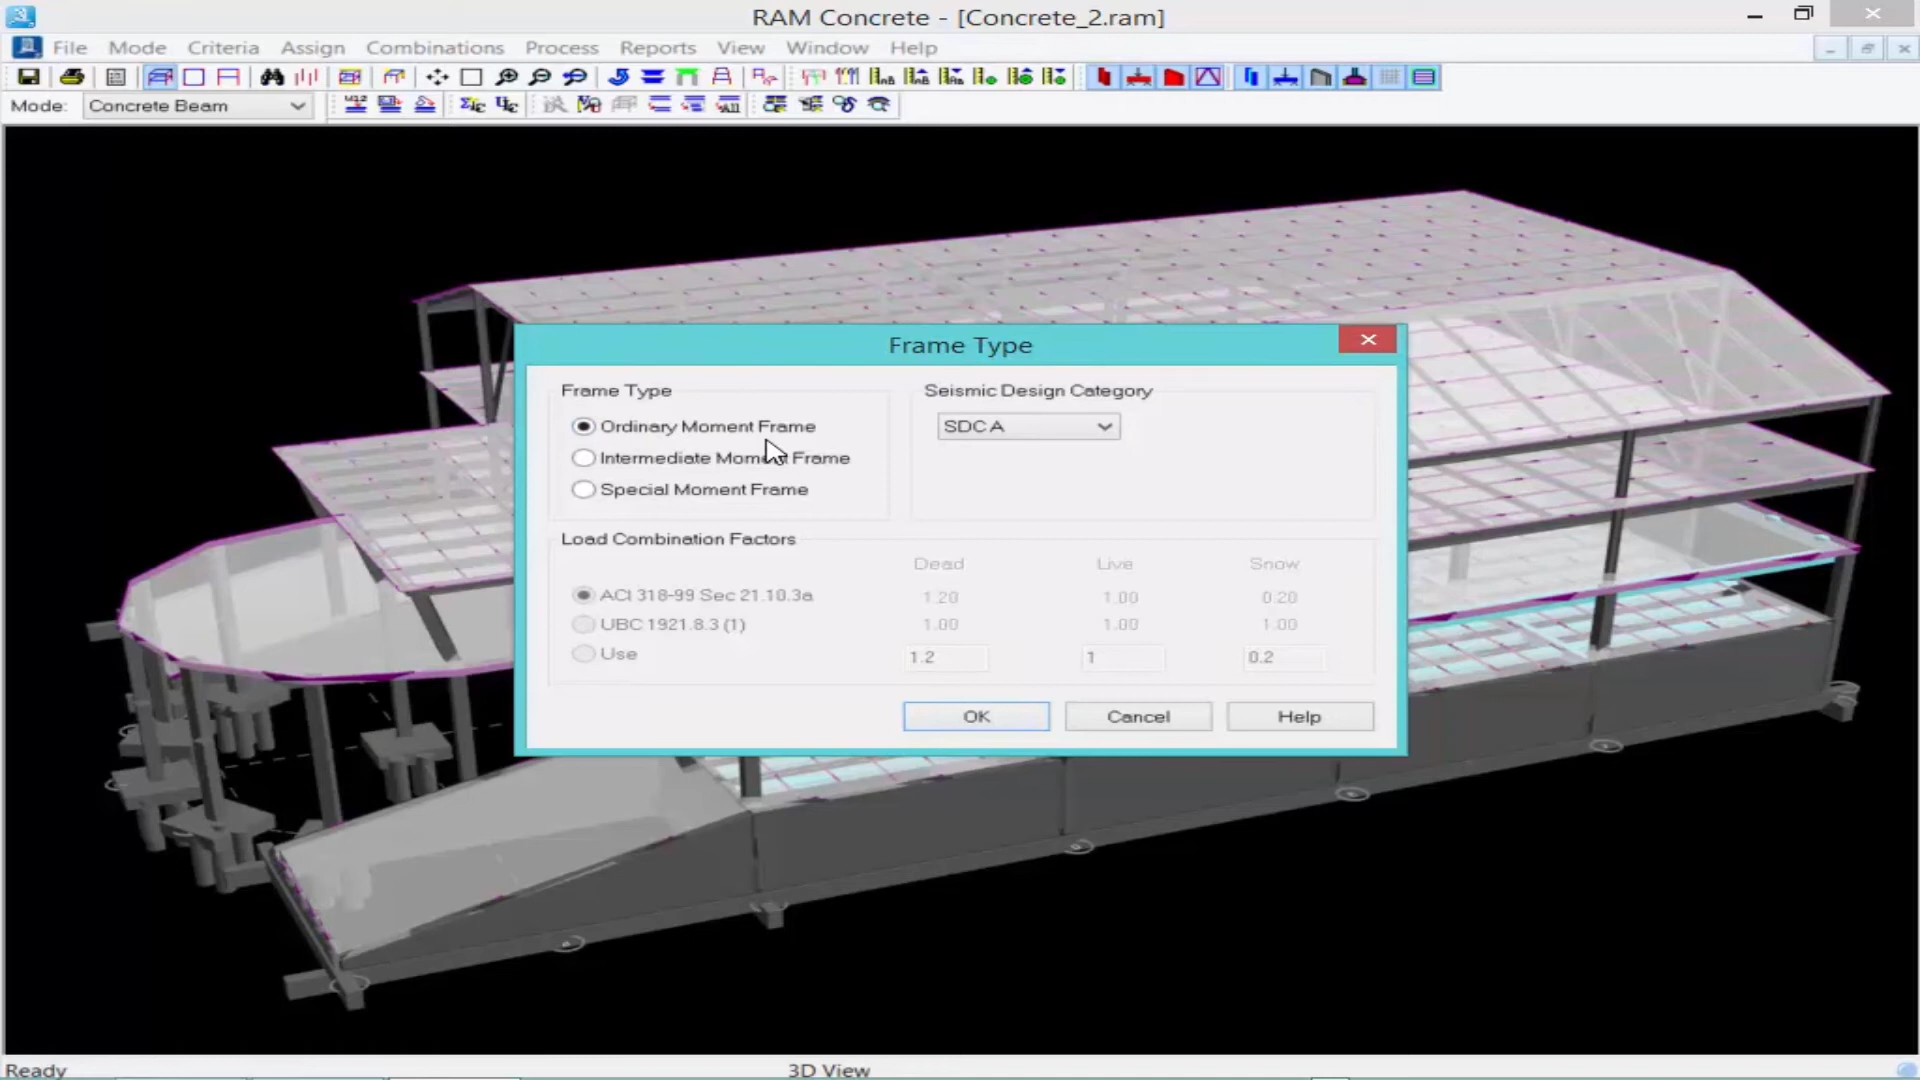 RAM Concrete - [Concrete_2.ram]
File Mode Criteria Assign Combinations Process Reports View Window Help
Mode: Concrete Beam
Frame Type
Frame Type
Seismic Design Category
Ordinary Moment Frame
SDC A
Intermediate Moment Frame
Special Moment Frame
Load Combination Factors
Dead Live Snow
ACI 318-99 Sec 21.10.3a 1.20 1.00 0.20
UBC 1921.8.3 (1) 1.00 1.00 1.00
Use 1.2 1 0.2
OK Cancel Help
Ready 3D View